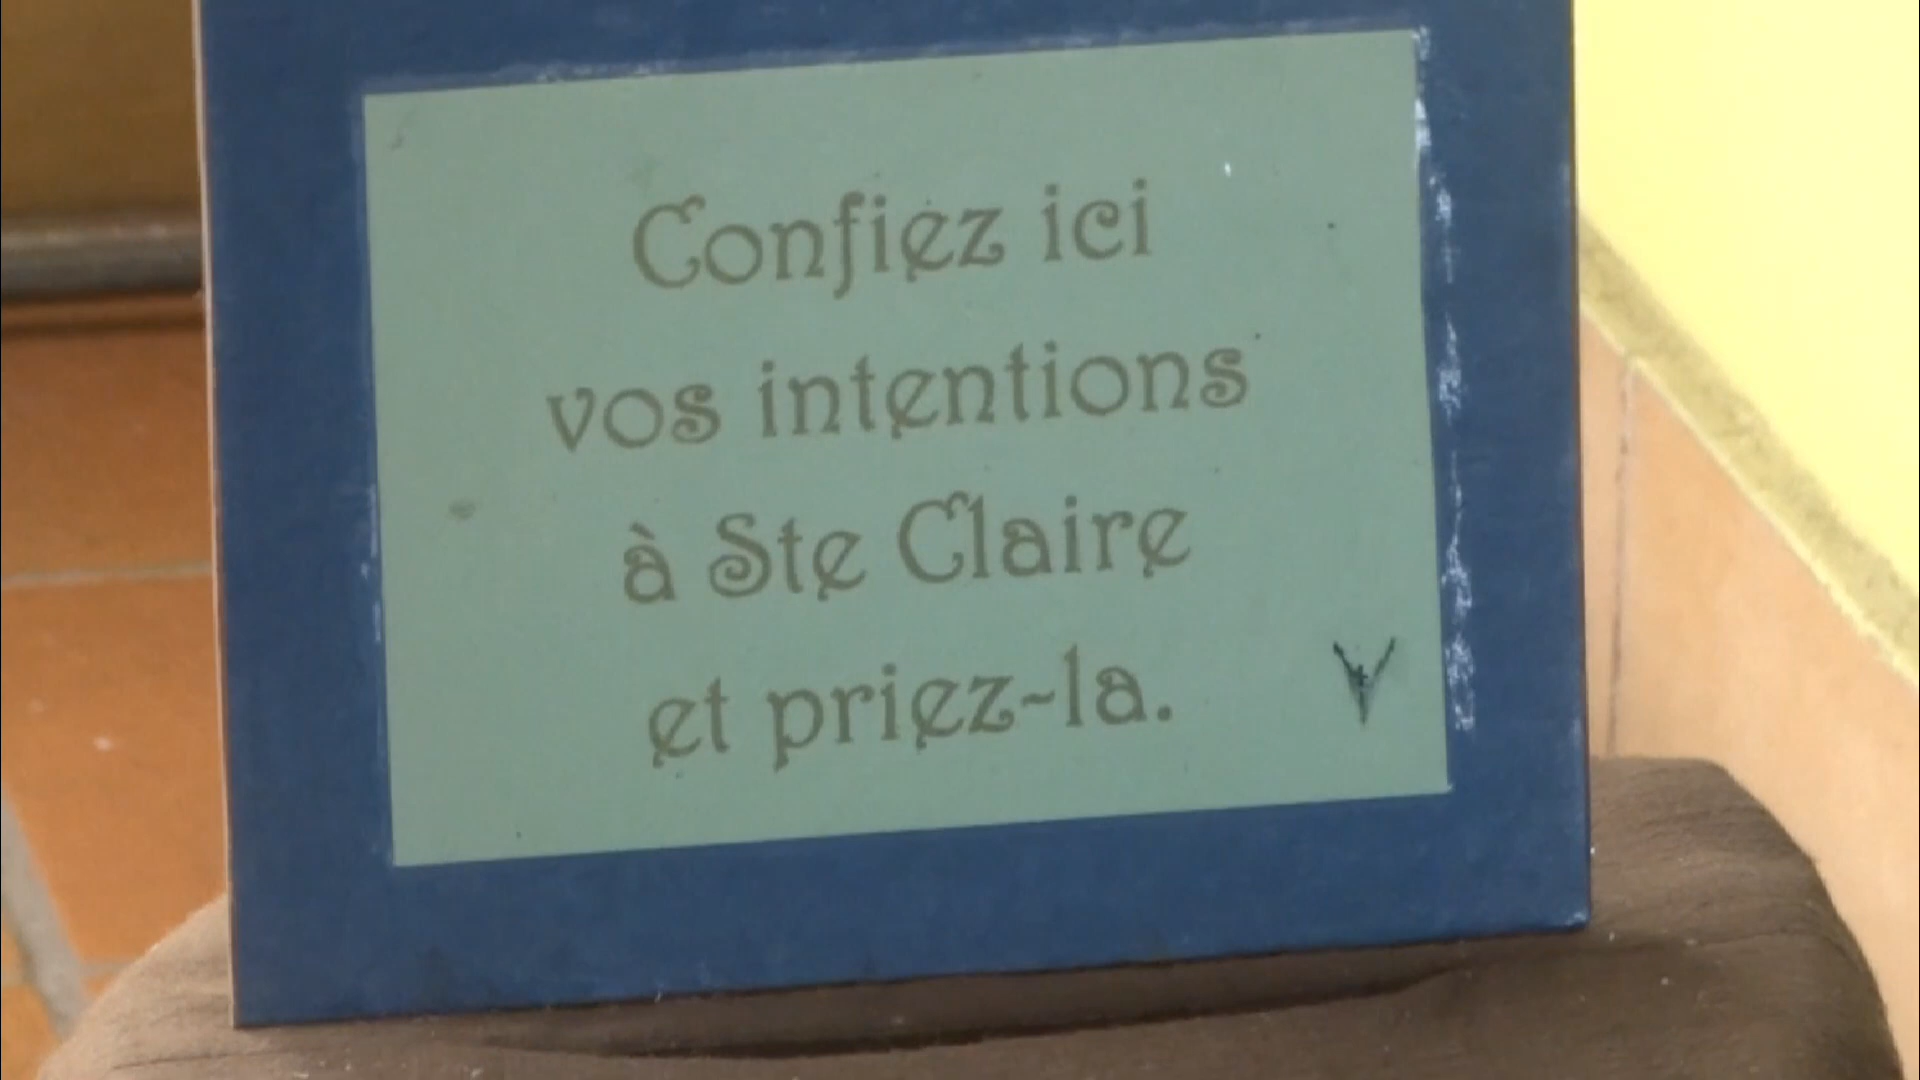 Confiez ici
vos intentions
à Ste Claire
et priez-la.